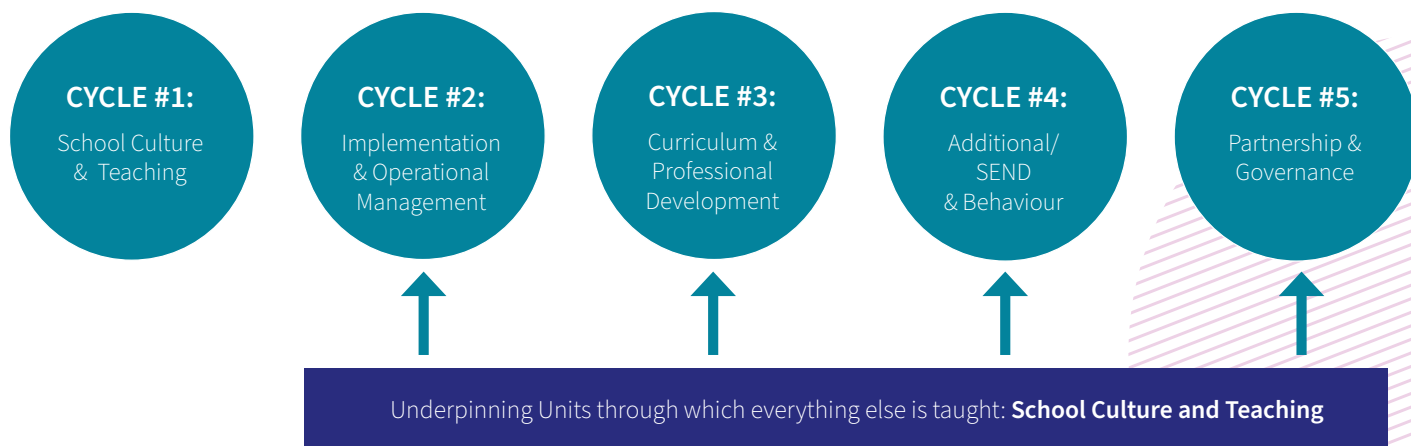 CYCLE #1:
School Culture
& Teaching
CYCLE #2:
Implementation
& Operational
Management
CYCLE #3:
Curriculum &
Professional
Development
CYCLE #4:
Additional/
SEND
& Behaviour
CYCLE #5:
Partnership &
Governance
Underpinning Units through which everything else is taught: School Culture and Teaching